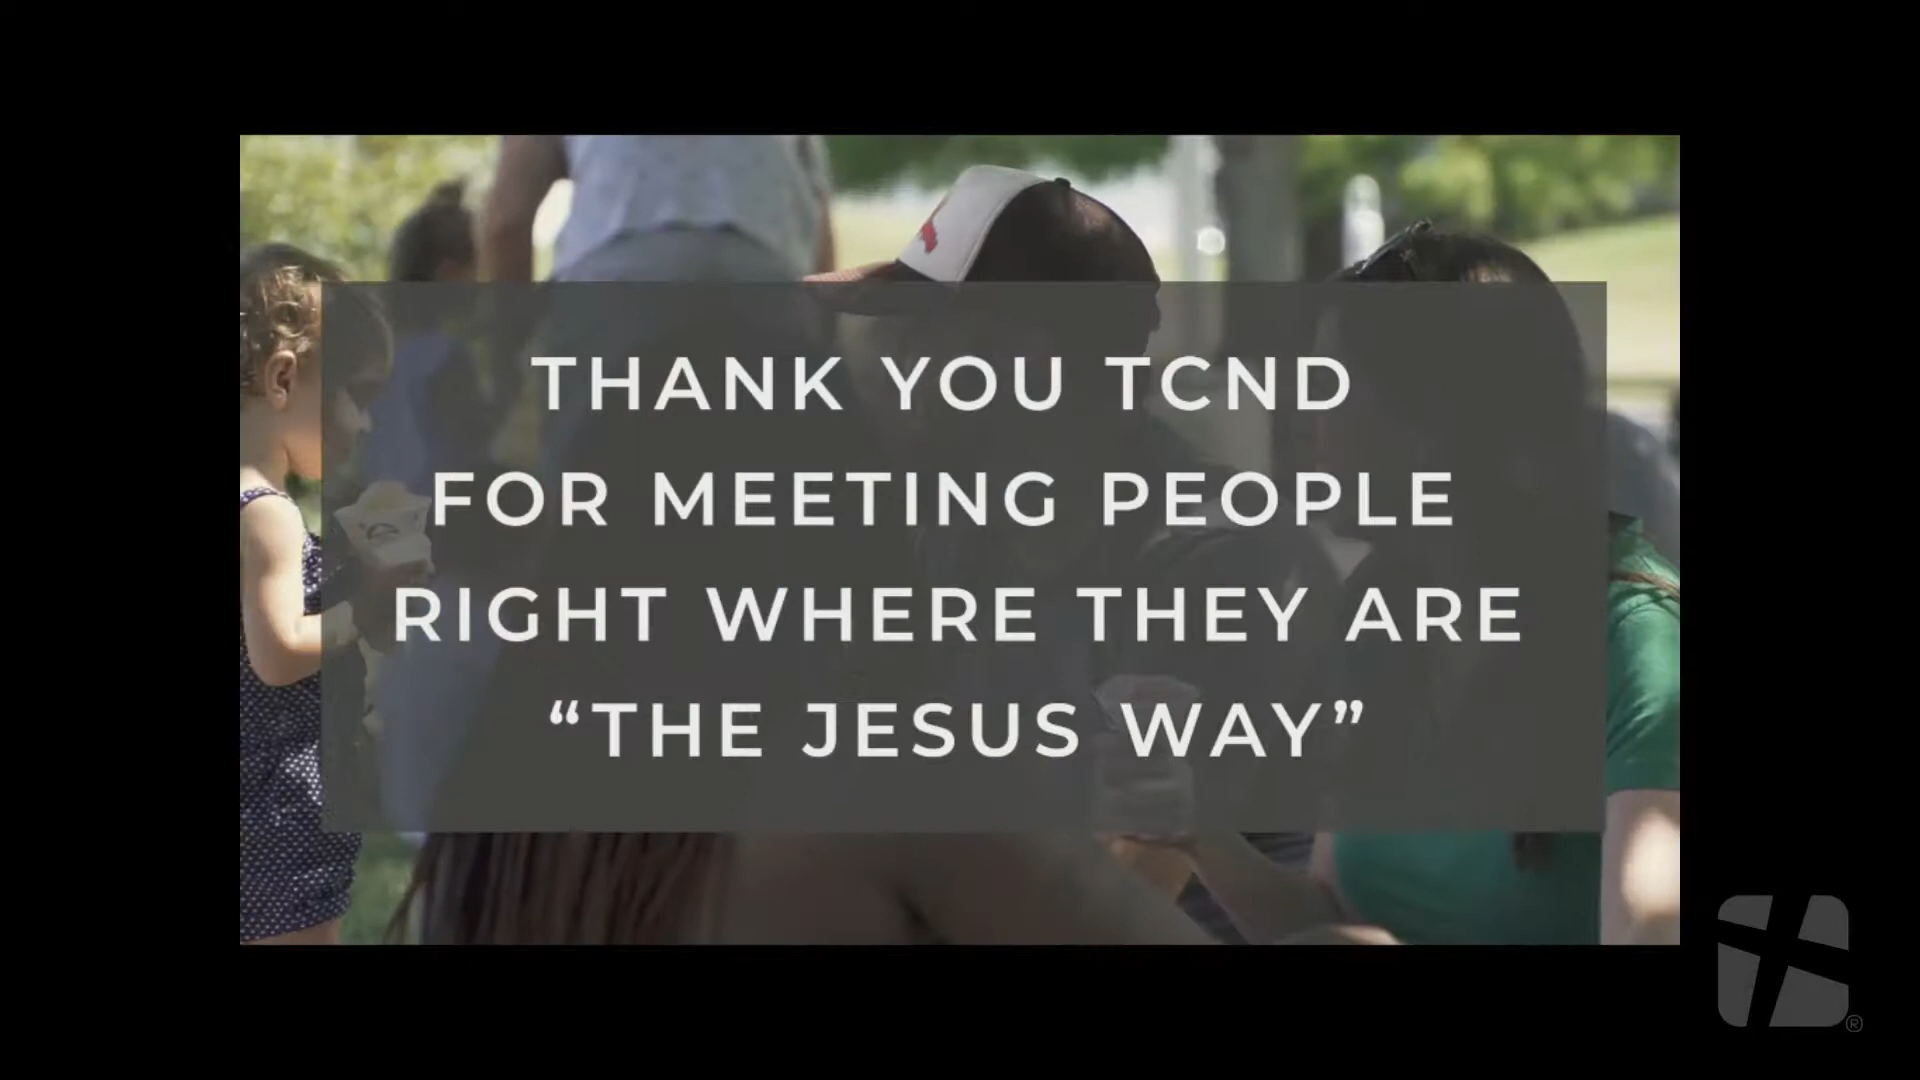 THANK YOU TCND
FOR MEETING PEOPLE
RIGHT WHERE THEY ARE
“THE JESUS WAY”
®